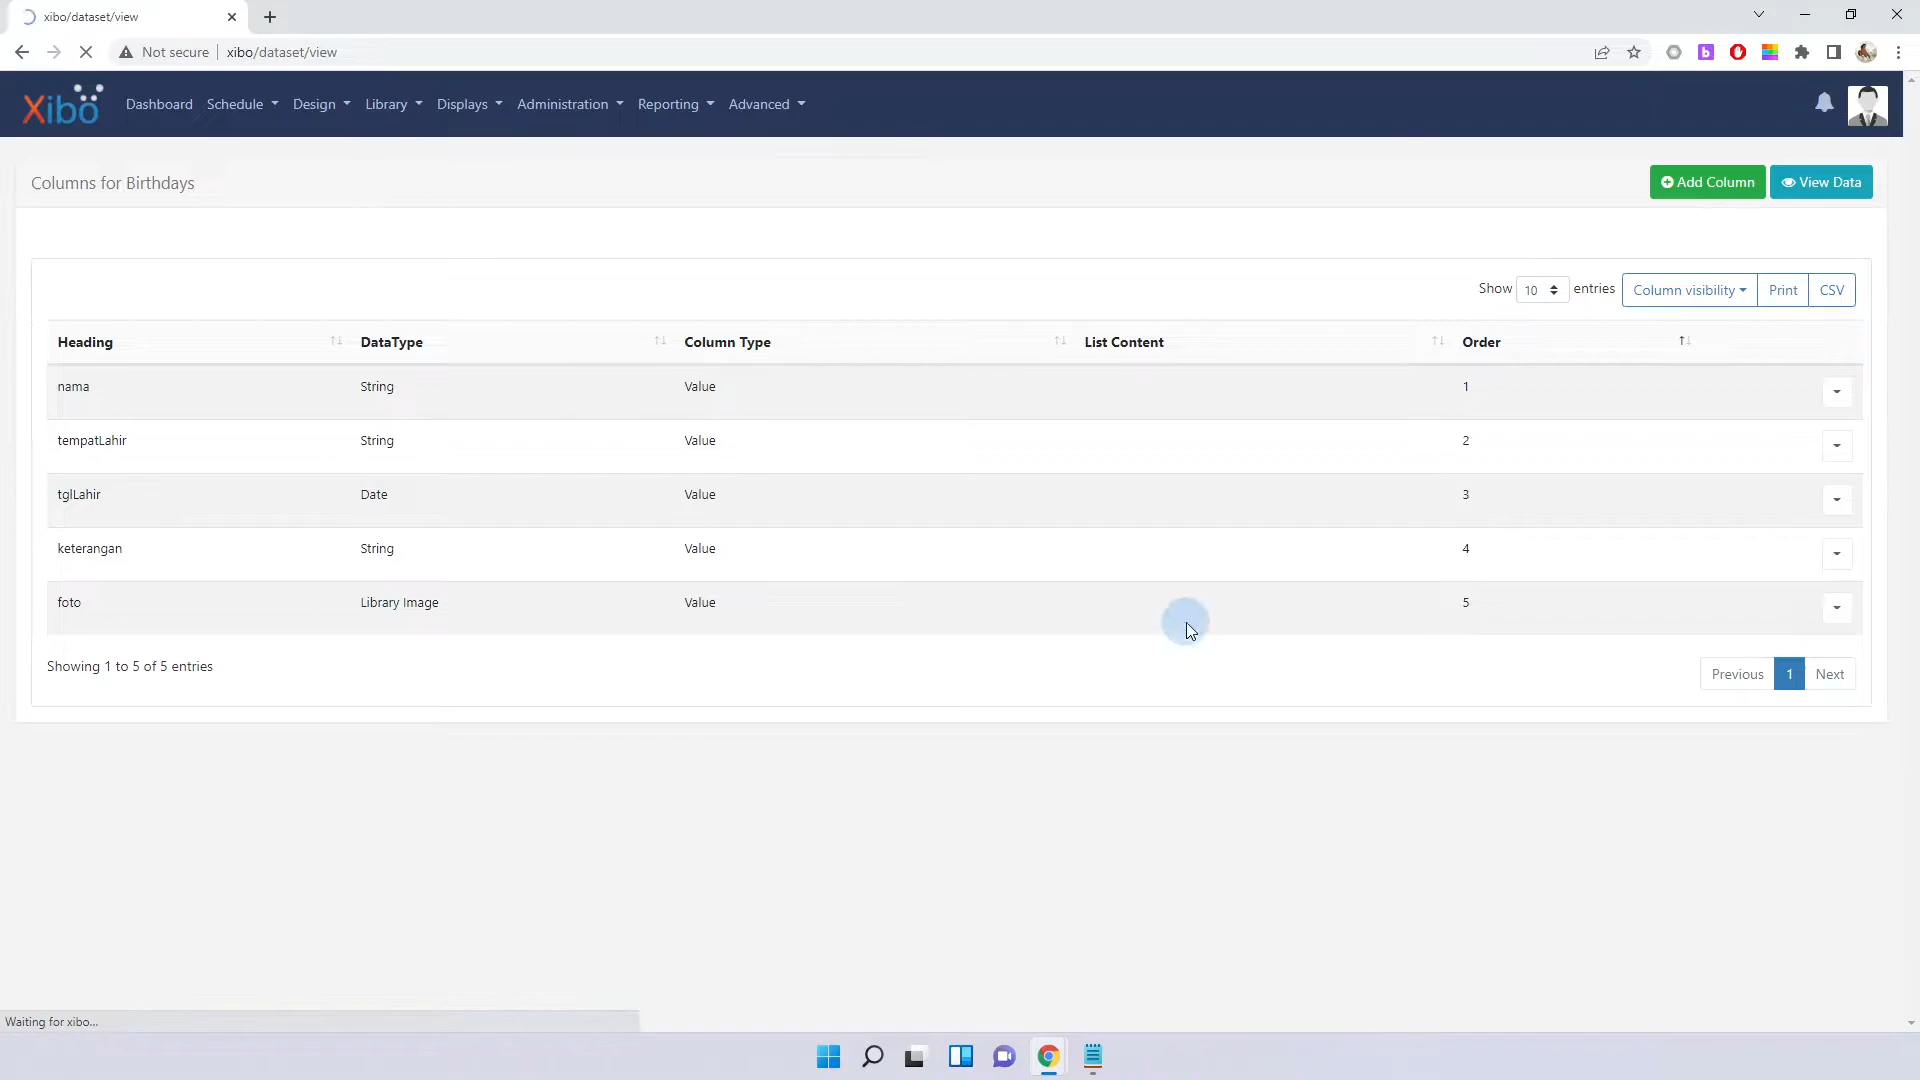 xibo/dataset/view
Not secure xibo/dataset/view
Xibo Dashboard Schedule Design Library Displays Administration Reporting Advanced
Columns for Birthdays Add Column View Data
Show 10 entries Column visibility Print CSV
Heading DataType Column Type List Content Order
nama String Value 1
tempatLahir String Value 2
tglLahir Date Value 3
keterangan String Value 4
foto Library Image Value 5
Showing 1 to 5 of 5 entries Previous 1 Next
Waiting for xibo...